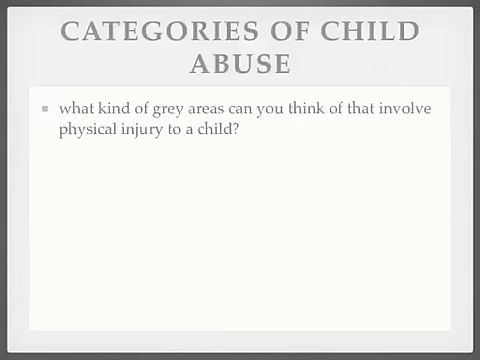 CATEGORIES OF CHILD
ABUSE
what kind of grey areas can you think of that involve
physical injury to a child?